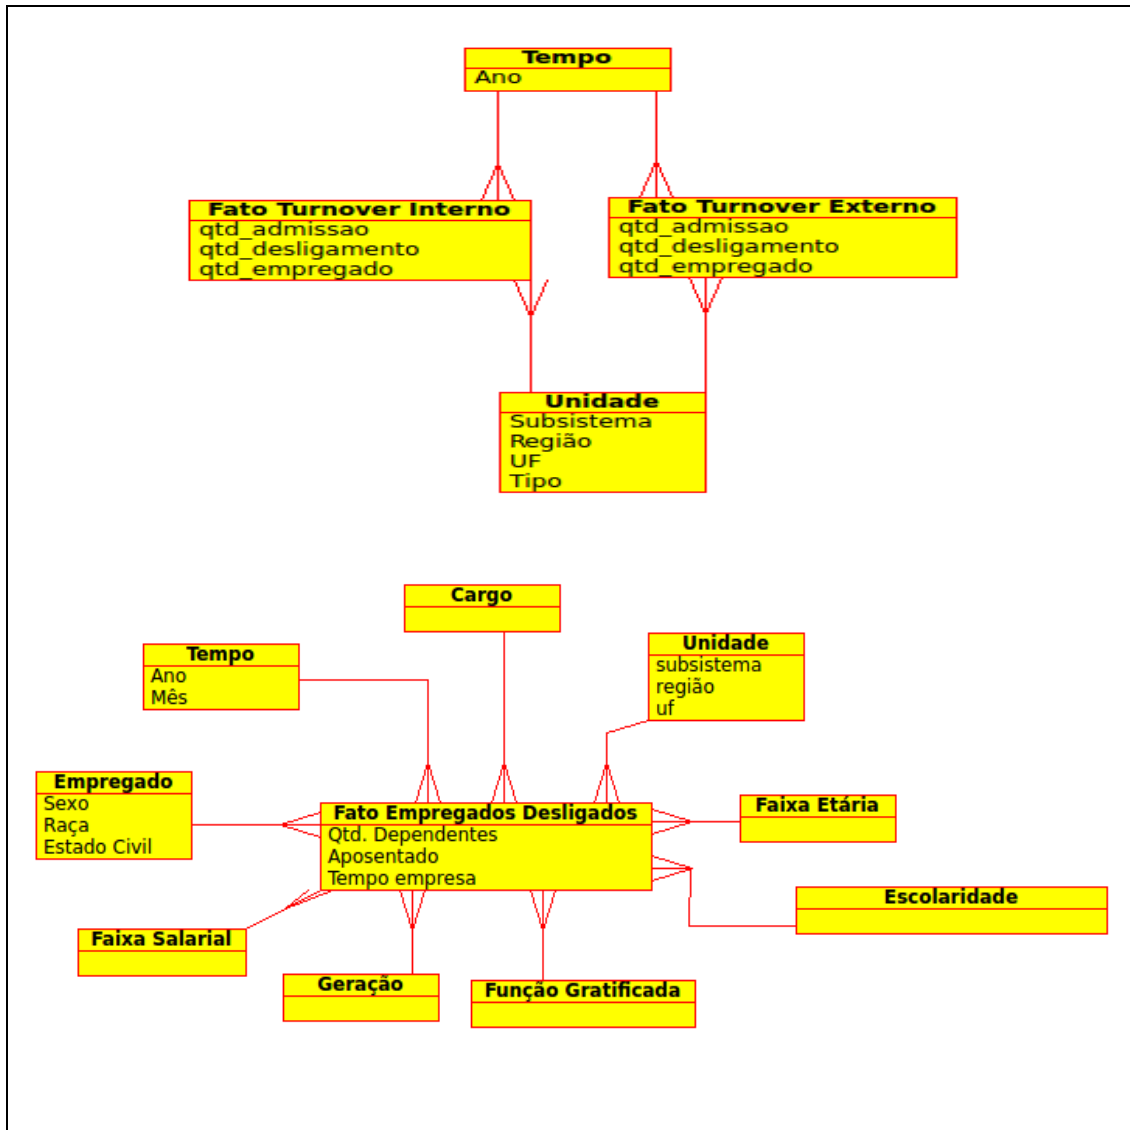 Tempo
Ano
Fato Turnover Interno
qtd_admissao
qtd_desligamento
qtd_empregado
Fato Turnover Externo
qtd_admissao
qtd_desligamento
qtd_empregado
Unidade
Subsistema
Região
UF
Tipo
Cargo
Tempo
Ano
Mês
Unidade
subsistema
região
uf
Empregado
Sexo
Raça
Estado Civil
Fato Empregados Desligados
Qtd. Dependentes
Aposentado
Tempo empresa
Faixa Etária
Escolaridade
Faixa Salarial
Geração
Função Gratificada